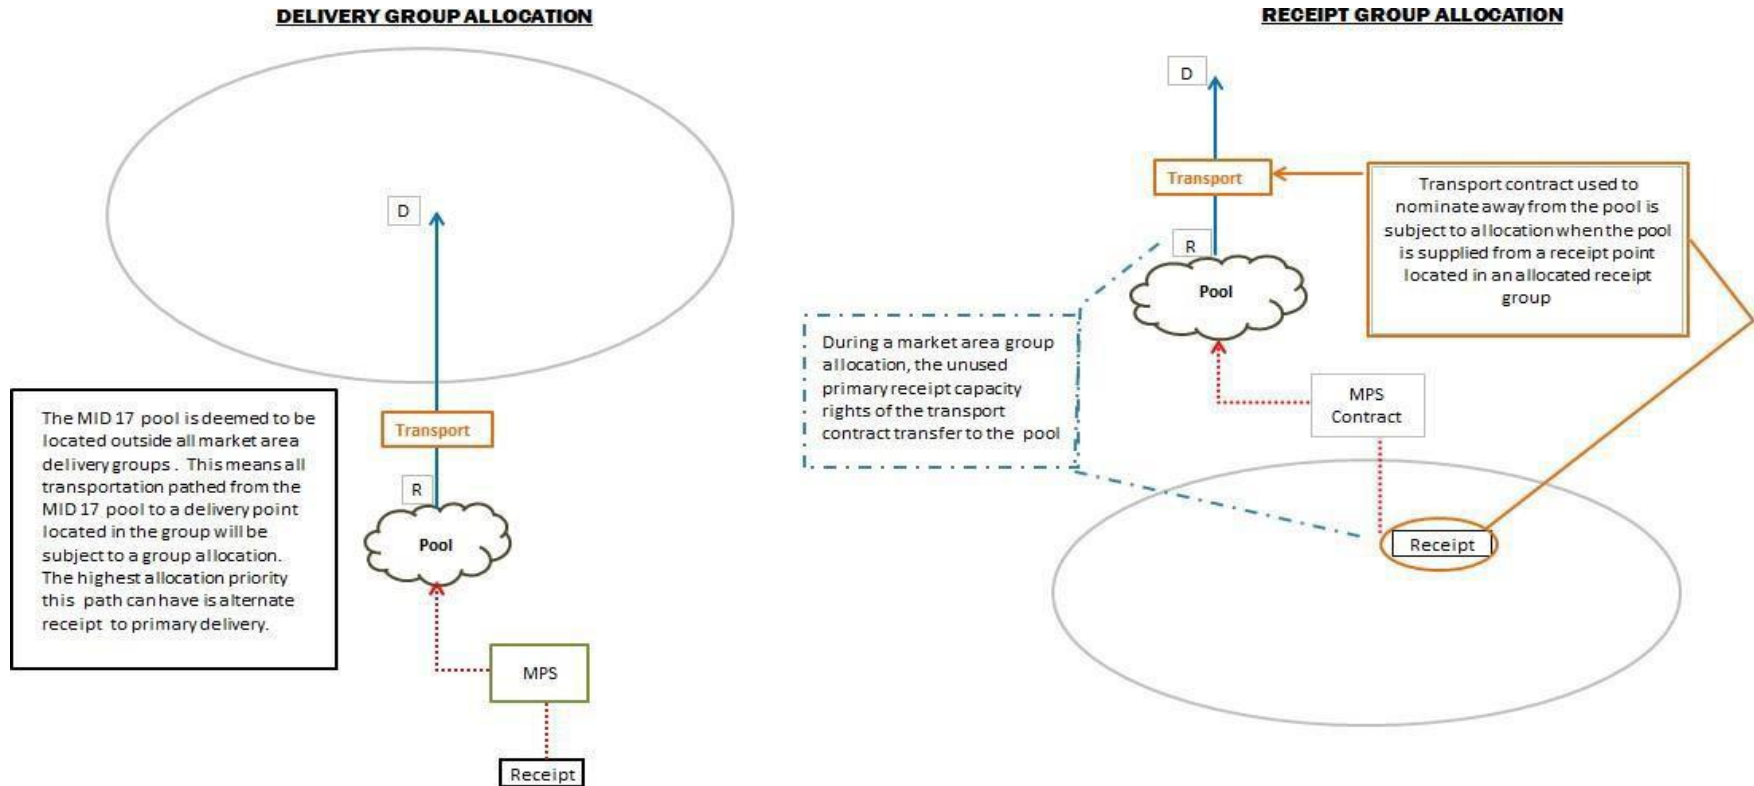 DELIVERY GROUP ALLOCATION
D
Transport
R
Pool
MPS
Receipt
The MID 17 pool is deemed to be
located outside all market area
delivery groups . This means all
transportation pathed from the
MID 17 pool to a delivery point
located in the group will be
subject to a group allocation.
The highest allocation priority
this path can have is alternate
receipt to primary delivery.
RECEIPT GROUP ALLOCATION
D
Transport
R
Pool
MPS
Contract
Receipt
Transport contract used to
nominate away from the pool is
subject to allocation when the pool
is supplied from a receipt point
located in an allocated receipt
group
During a market area group
allocation, the unused
primary receipt capacity
rights of the transport
contract transfer to the pool